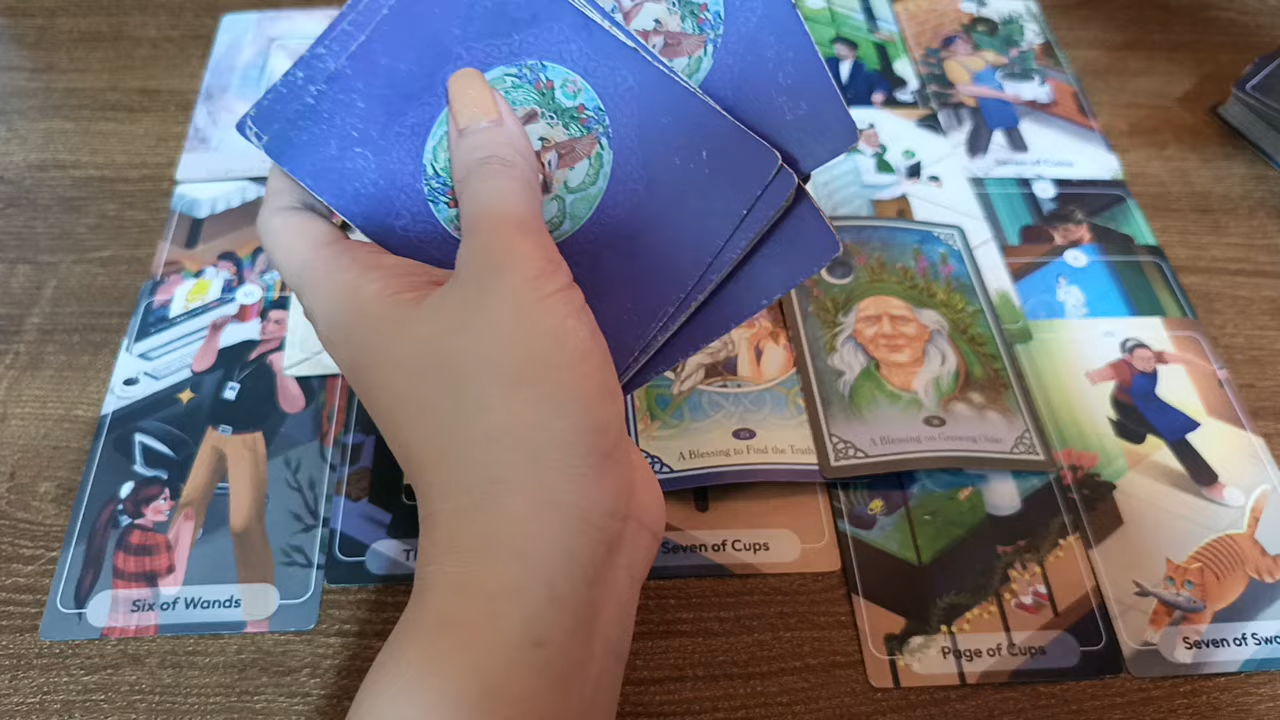 A Blessing to Find the Truth
A Blessing on Growing Older
Seven of Cups
Six of Wands
Page of Cups
Seven of Swo